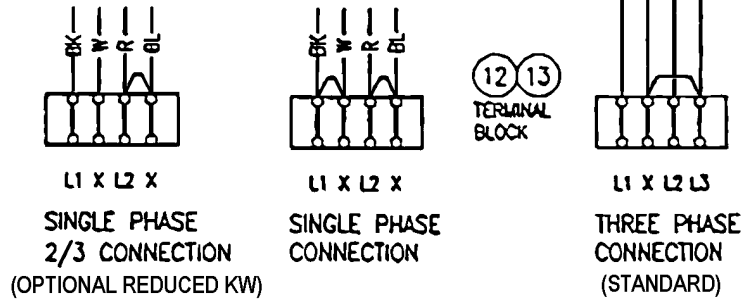 BK W R BL
L1 X L2 X
SINGLE PHASE
2/3 CONNECTION
(OPTIONAL REDUCED KW)
BK W R BL
L1 X L2 X
SINGLE PHASE
CONNECTION
12 13
TERMINAL
BLOCK
L1 X L2 L3
THREE PHASE
CONNECTION
(STANDARD)